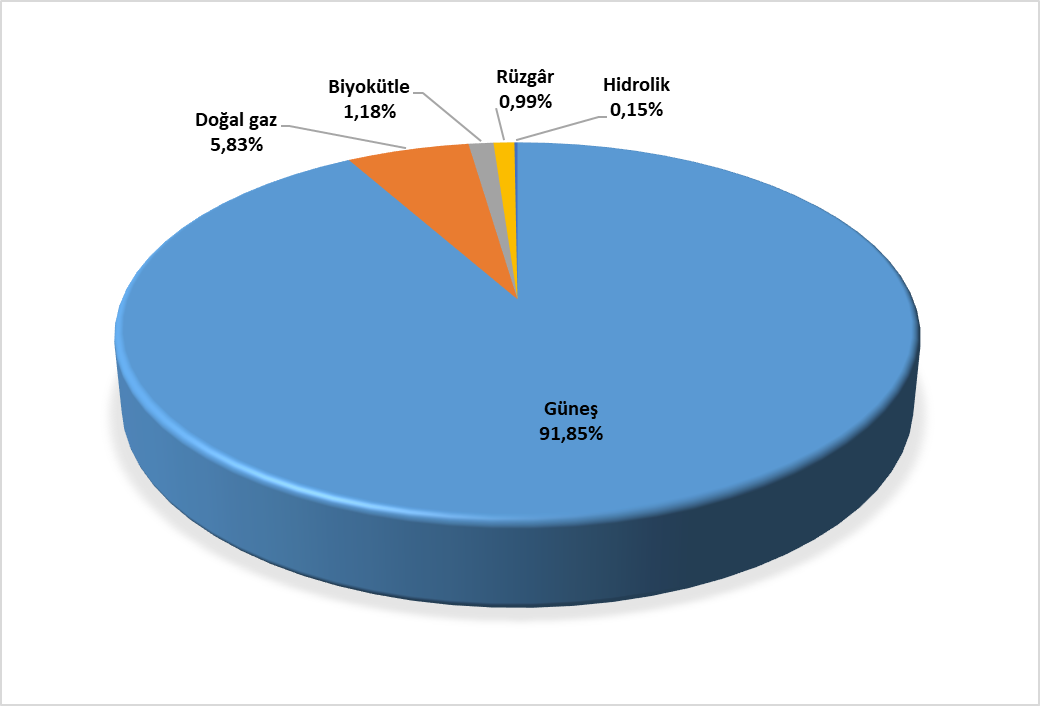 Doğal gaz
5,83%
Biyokütle
1,18%
Rüzgâr
0,99%
Hidrolik
0,15%
Güneş
91,85%